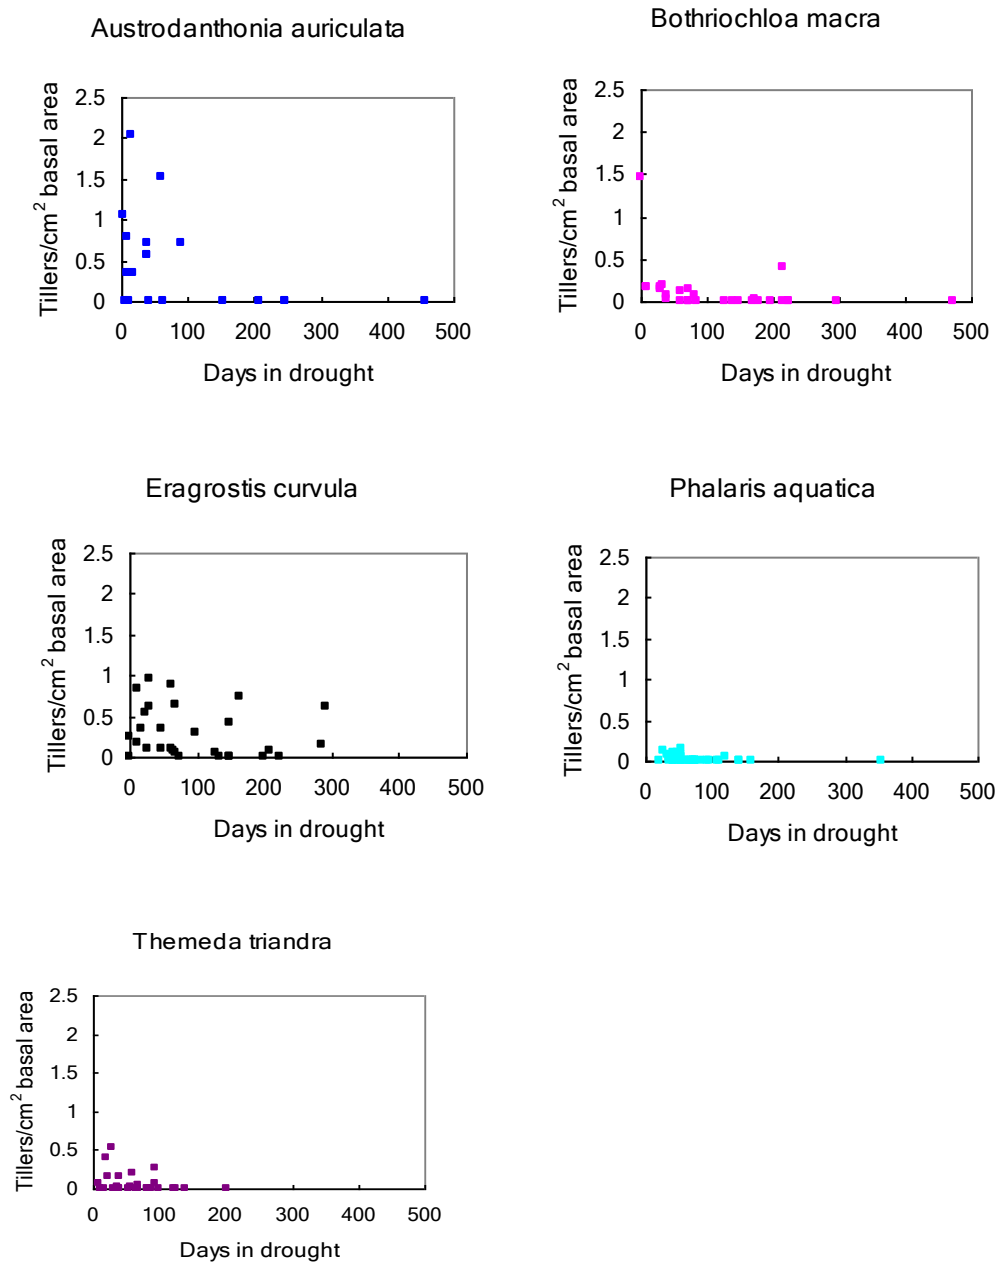 Austrodanthonia auriculata
Tillers/cm² basal area
2.5
2
1.5
1
0.5
0
0 100 200 300 400 500
Days in drought
Bothriochloa macra
Tillers/cm² basal area
2.5
2
1.5
1
0.5
0
0 100 200 300 400 500
Days in drought
Eragrostis curvula
Tillers/cm² basal area
2.5
2
1.5
1
0.5
0
0 100 200 300 400 500
Days in drought
Phalaris aquatica
Tillers/cm² basal area
2.5
2
1.5
1
0.5
0
0 100 200 300 400 500
Days in drought
Themeda triandra
Tillers/cm² basal area
2.5
2
1.5
1
0.5
0
0 100 200 300 400 500
Days in drought